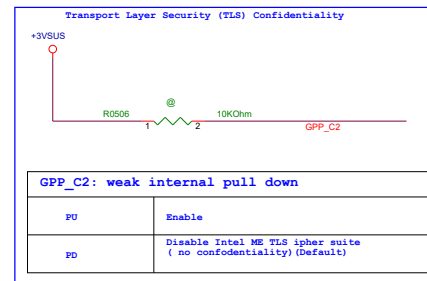 Transport Layer Security (TLS) Confidentiality
+3VSUS
@
R0506
10KOhm
1
2
GPP_C2
GPP_C2: weak internal pull down
PU
Enable
PD
Disable Intel ME TLS ipher suite
( no confodentiality)(Default)